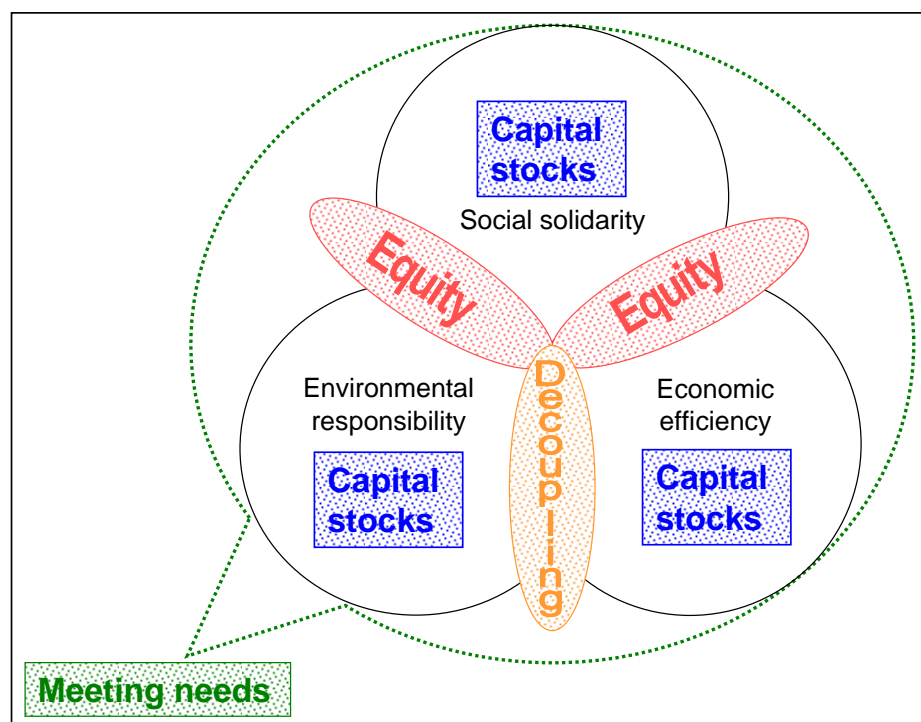 Capital
stocks
Social solidarity
Equity
Equity
Environmental
responsibility
Decoupling
Economic
efficiency
Capital
stocks
Capital
stocks
Meeting needs